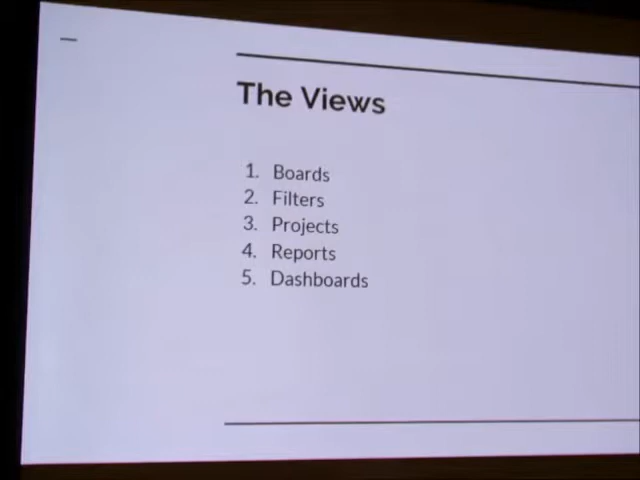 The Views
1. Boards
2. Filters
3. Projects
4. Reports
5. Dashboards